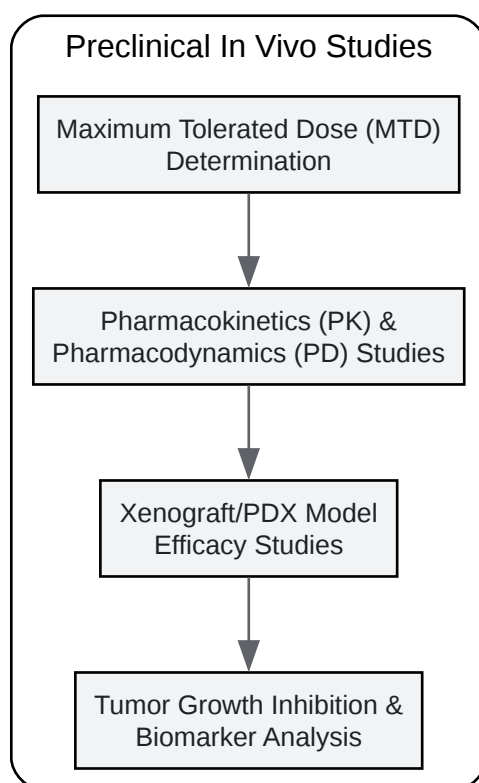 Preclinical In Vivo Studies
Maximum Tolerated Dose (MTD)
Determination
Pharmacokinetics (PK) &
Pharmacodynamics (PD) Studies
Xenograft/PDX Model
Efficacy Studies
Tumor Growth Inhibition &
Biomarker Analysis